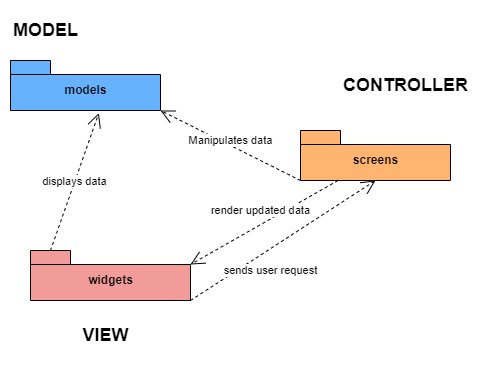 MODEL
models
CONTROLLER
Manipulates data
screens
displays data
render updated data
sends user request
widgets
VIEW